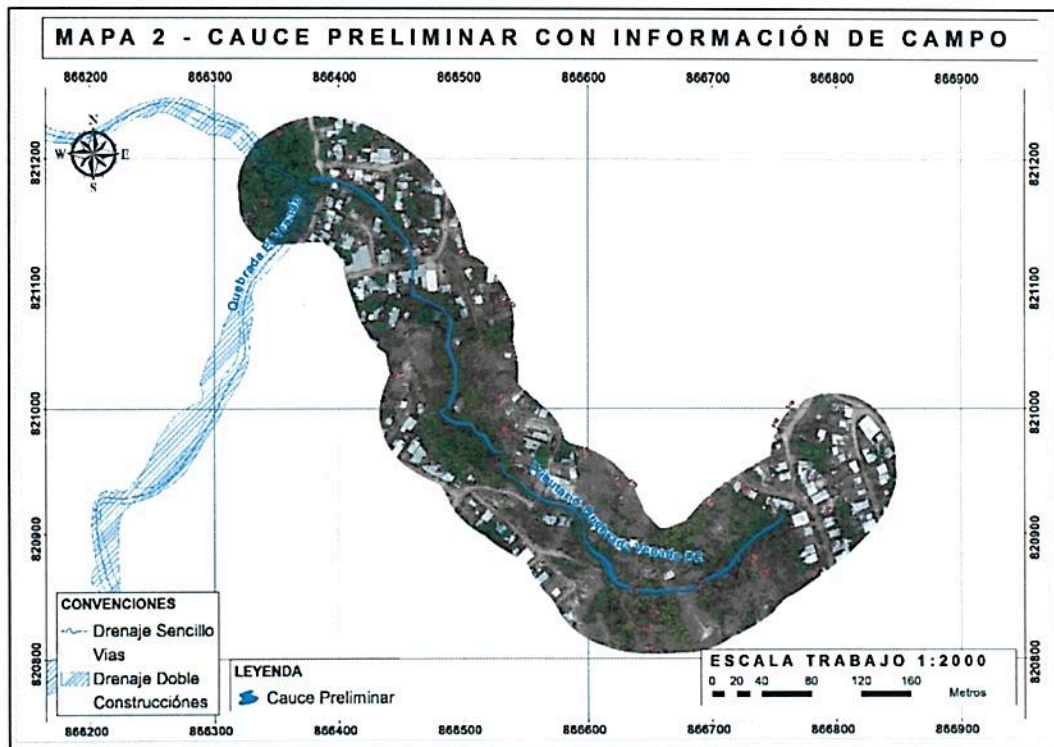 MAPA 2 - CAUCE PRELIMINAR CON INFORMACIÓN DE CAMPO
866200 866300 866400 866500 866600 866700 866800 866900
821200 821200
N
W E
S
Quebrada El Venado
821100 821100
821000 821000
Tributario Quebrada Venado
820900 820900
CONVENCIONES
Drenaje Sencillo
Vias
Drenaje Doble
Construcciónes
LEYENDA
Cauce Preliminar
820800 820800
ESCALA TRABAJO 1:2000
0 20 40 80 120 160 Metros
866200 866300 866400 866500 866600 866700 866800 866900